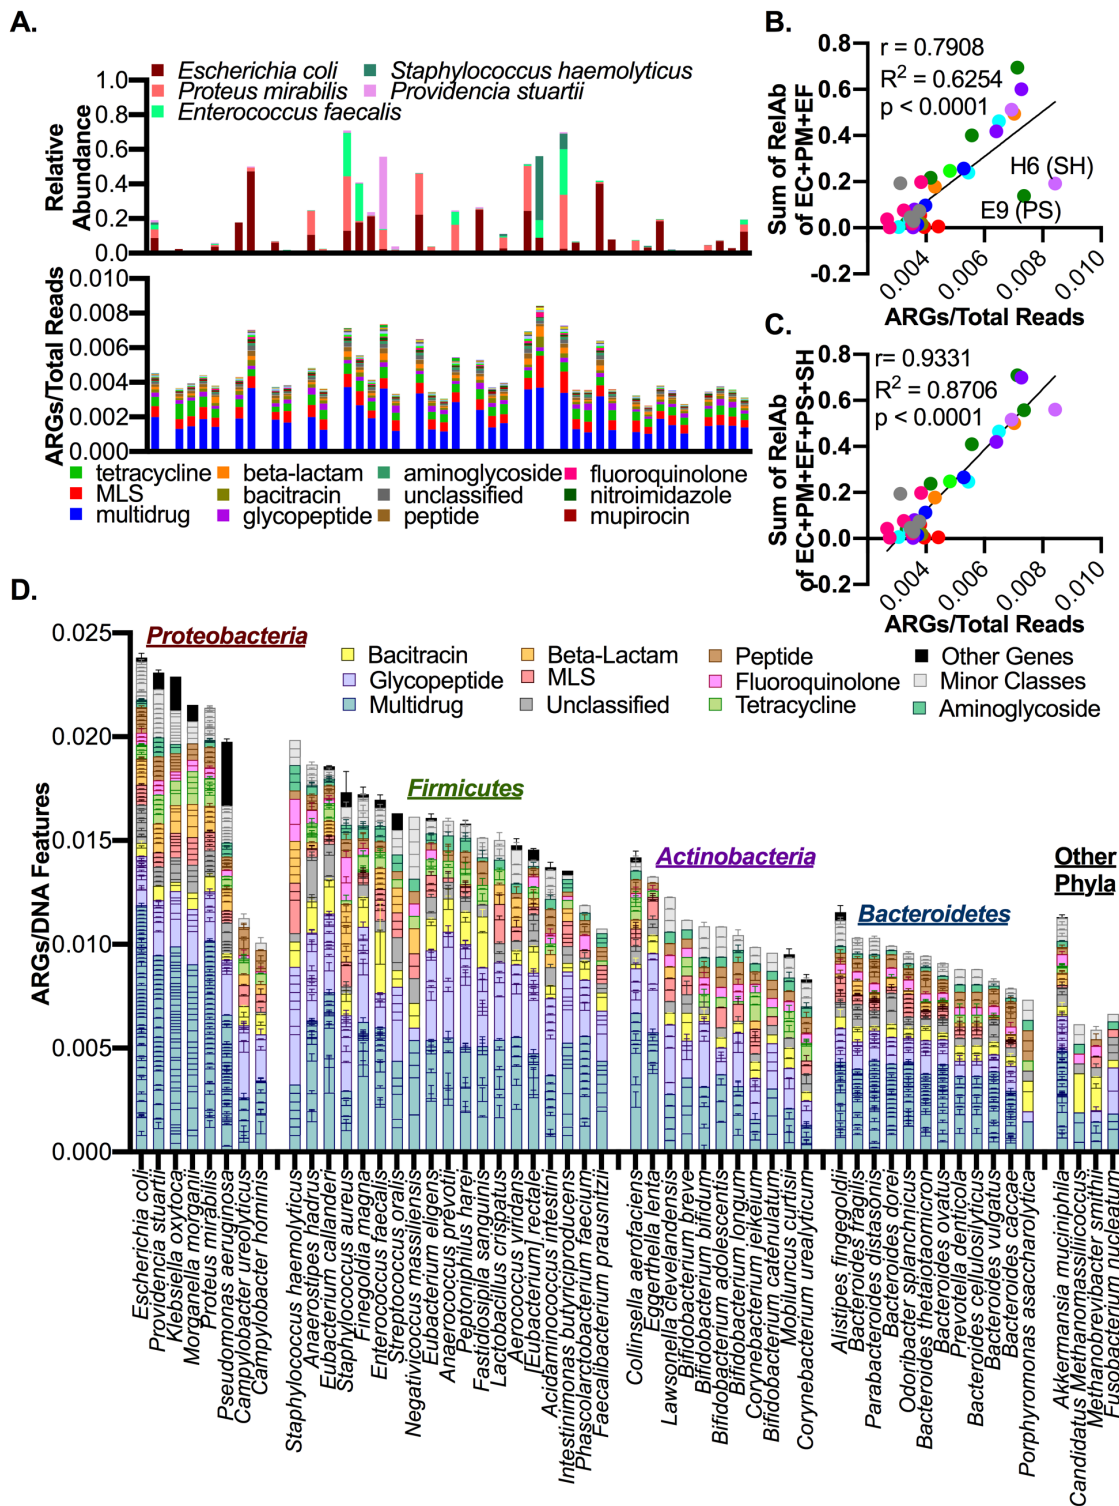 A.
Escherichia coli
Proteus mirabilis
Enterococcus faecalis
Staphylococcus haemolyticus
Providencia stuartii
Relative Abundance
1.0
0.8
0.6
0.4
0.2
0.0
ARGs/Total Reads
0.010
0.008
0.006
0.004
0.002
0.000
tetracycline
MLS
multidrug
beta-lactam
bacitracin
glycopeptide
aminoglycoside
unclassified
peptide
fluoroquinolone
nitroimidazole
mupirocin
B.
Sum of RelAb
of EC+PM+EF
0.8
0.6
0.4
0.2
0.0
-0.2
r = 0.7908
R2 = 0.6254
p < 0.0001
H6 (SH)
E9 (PS)
0.004
0.006
0.008
0.010
ARGs/Total Reads
C.
Sum of RelAb
of EC+PM+EF+PS+SH
0.8
0.6
0.4
0.2
0.0
-0.2
r= 0.9331
R2 = 0.8706
p < 0.0001
0.004
0.006
0.008
0.010
ARGs/Total Reads
D.
ARGs/DNA Features
0.025
0.020
0.015
0.010
0.005
0.000
Proteobacteria
Firmicutes
Actinobacteria
Bacteroidetes
Other
Phyla
Bacitracin
Glycopeptide
Multidrug
Beta-Lactam
MLS
Unclassified
Peptide
Fluoroquinolone
Tetracycline
Other Genes
Minor Classes
Aminoglycoside
Escherichia coli
Providencia stuartii
Klebsiella oxytoca
Morganella morganii
Proteus mirabilis
Pseudomonas aeruginosa
Campylobacter ureolyticus
Campylobacter hominis
Staphylococcus haemolyticus
Anaerostipes hadrus
Eubacterium callanderi
Staphylococcus aureus
Finegoldia magna
Enterococcus faecalis
Streptococcus oralis
Negativicoccus massiliensis
Eubacterium eligens
Anaerococcus prevotii
Peptoniphilus harei
Fastidiosipila sanguinis
Lactobacillus crispatus
Aerococcus viridans
[Eubacterium] rectale
Acidaminococcus intestini
Intestinimonas butyriciproducens
Phascolarctobacterium faecium
Faecalibacterium prausnitzii
Collinsella aerofaciens
Eggerthella lenta
Lawsonella clevelandensis
Bifidobacterium breve
Bifidobacterium bifidum
Bifidobacterium adolescentis
Bifidobacterium longum
Corynebacterium jeikeium
Bifidobacterium catenulatum
Mobiluncus curtisii
Corynebacterium urealyticum
Alistipes finegoldii
Bacteroides fragilis
Parabacteroides distasonis
Bacteroides dorei
Odoribacter splanchnicus
Bacteroides thetaiotaomicron
Bacteroides ovatus
Prevotella denticola
Bacteroides cellulosilyticus
Bacteroides vulgatus
Bacteroides caccae
Porphyromonas asaccharolytica
Akkermansia muciniphila
Candidatus Methanomassiliicoccus
Methanobrevibacter smithii
Fusobacterium nucleatum